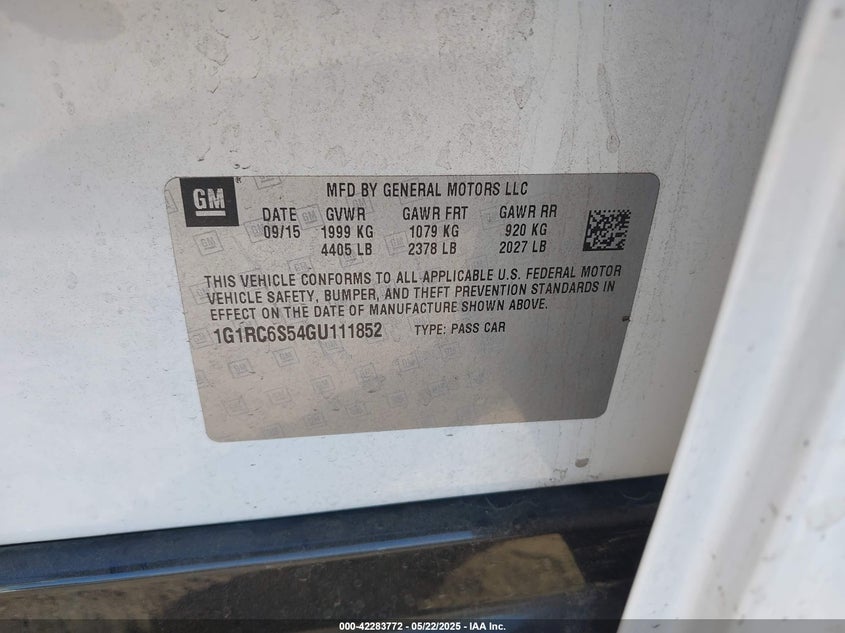 GM
MFD BY GENERAL MOTORS LLC
DATE GVWR GAWR FRT GAWR RR
09/15 1999 KG 1079 KG 920 KG
4405 LB 2378 LB 2027 LB
THIS VEHICLE CONFORMS TO ALL APPLICABLE U.S. FEDERAL MOTOR
VEHICLE SAFETY, BUMPER, AND THEFT PREVENTION STANDARDS IN
EFFECT ON THE DATE OF MANUFACTURE SHOWN ABOVE.
1G1RC6S54GU111852 TYPE: PASS CAR
000-42283772 - 05/22/2025 - IAA Inc.